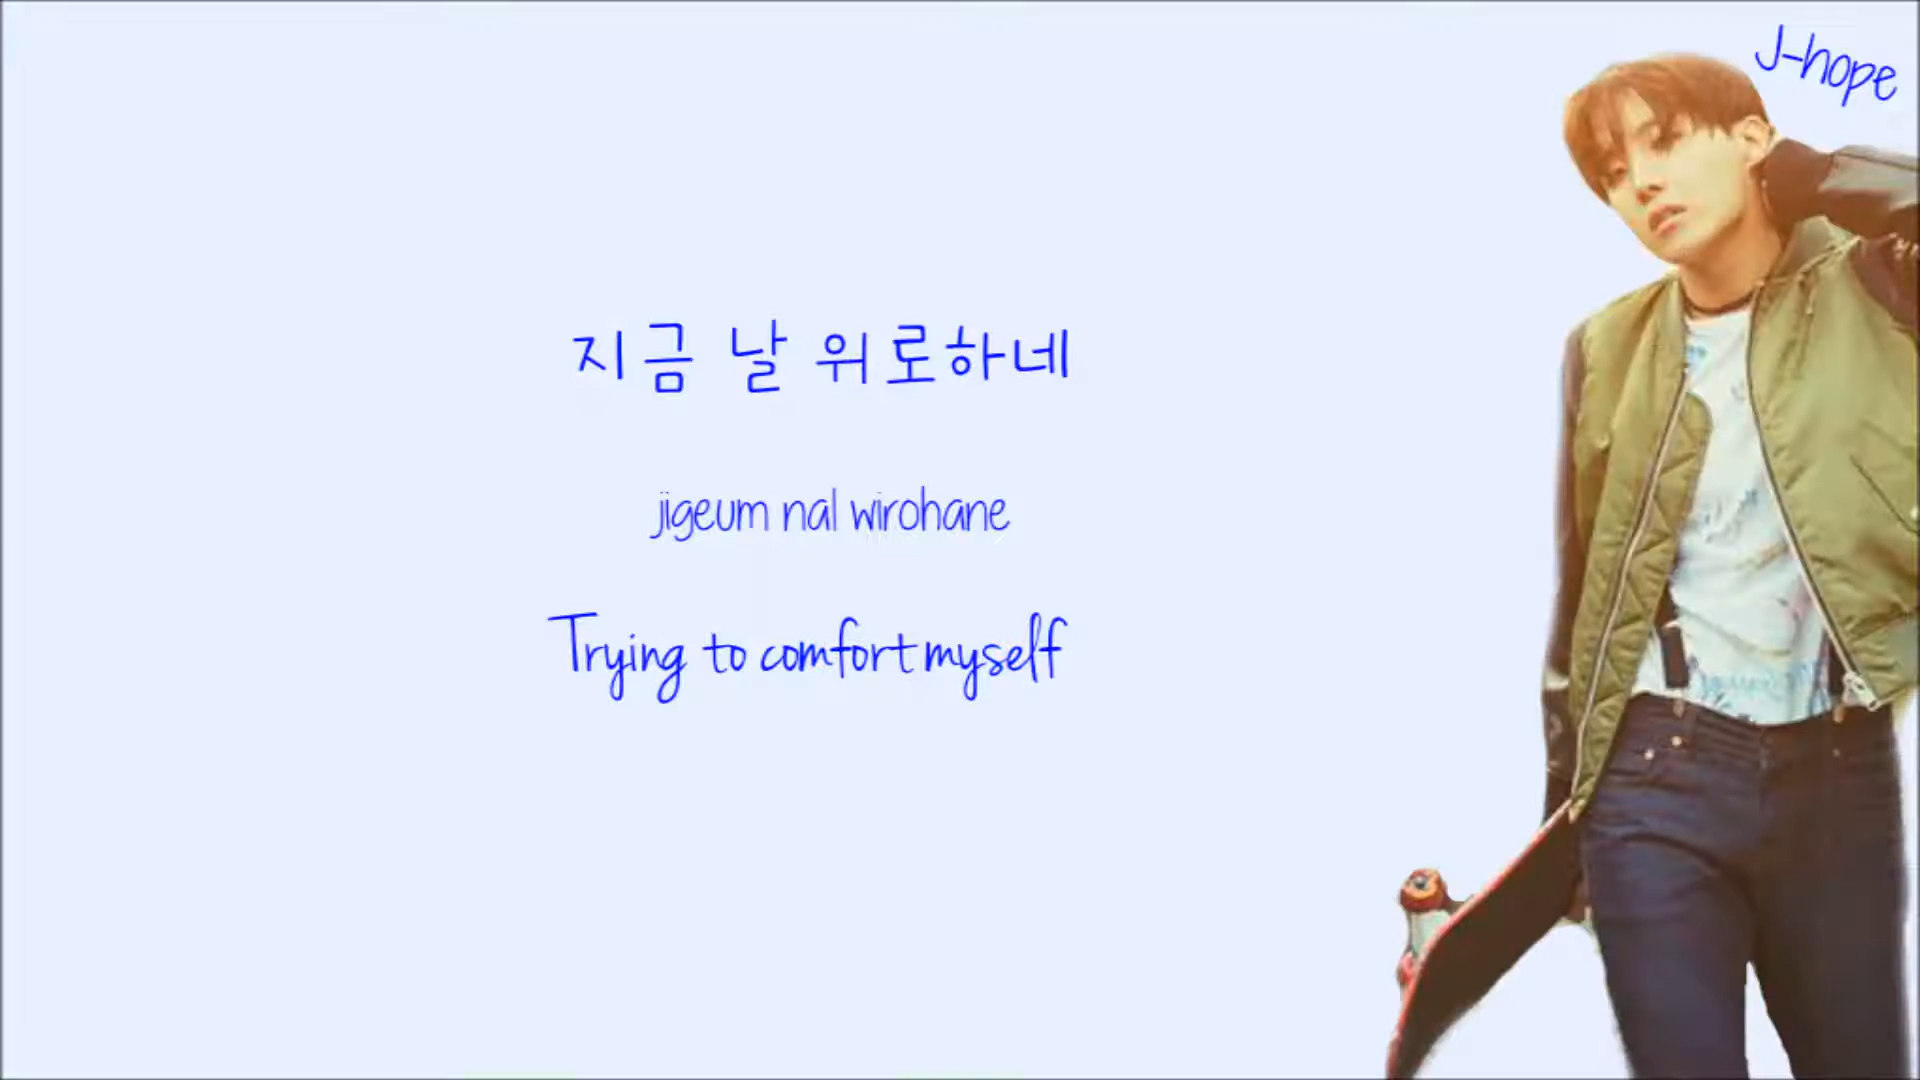 J-hope
지금 날 위로하네
jigeum nal wirohane
Trying to comfort myself